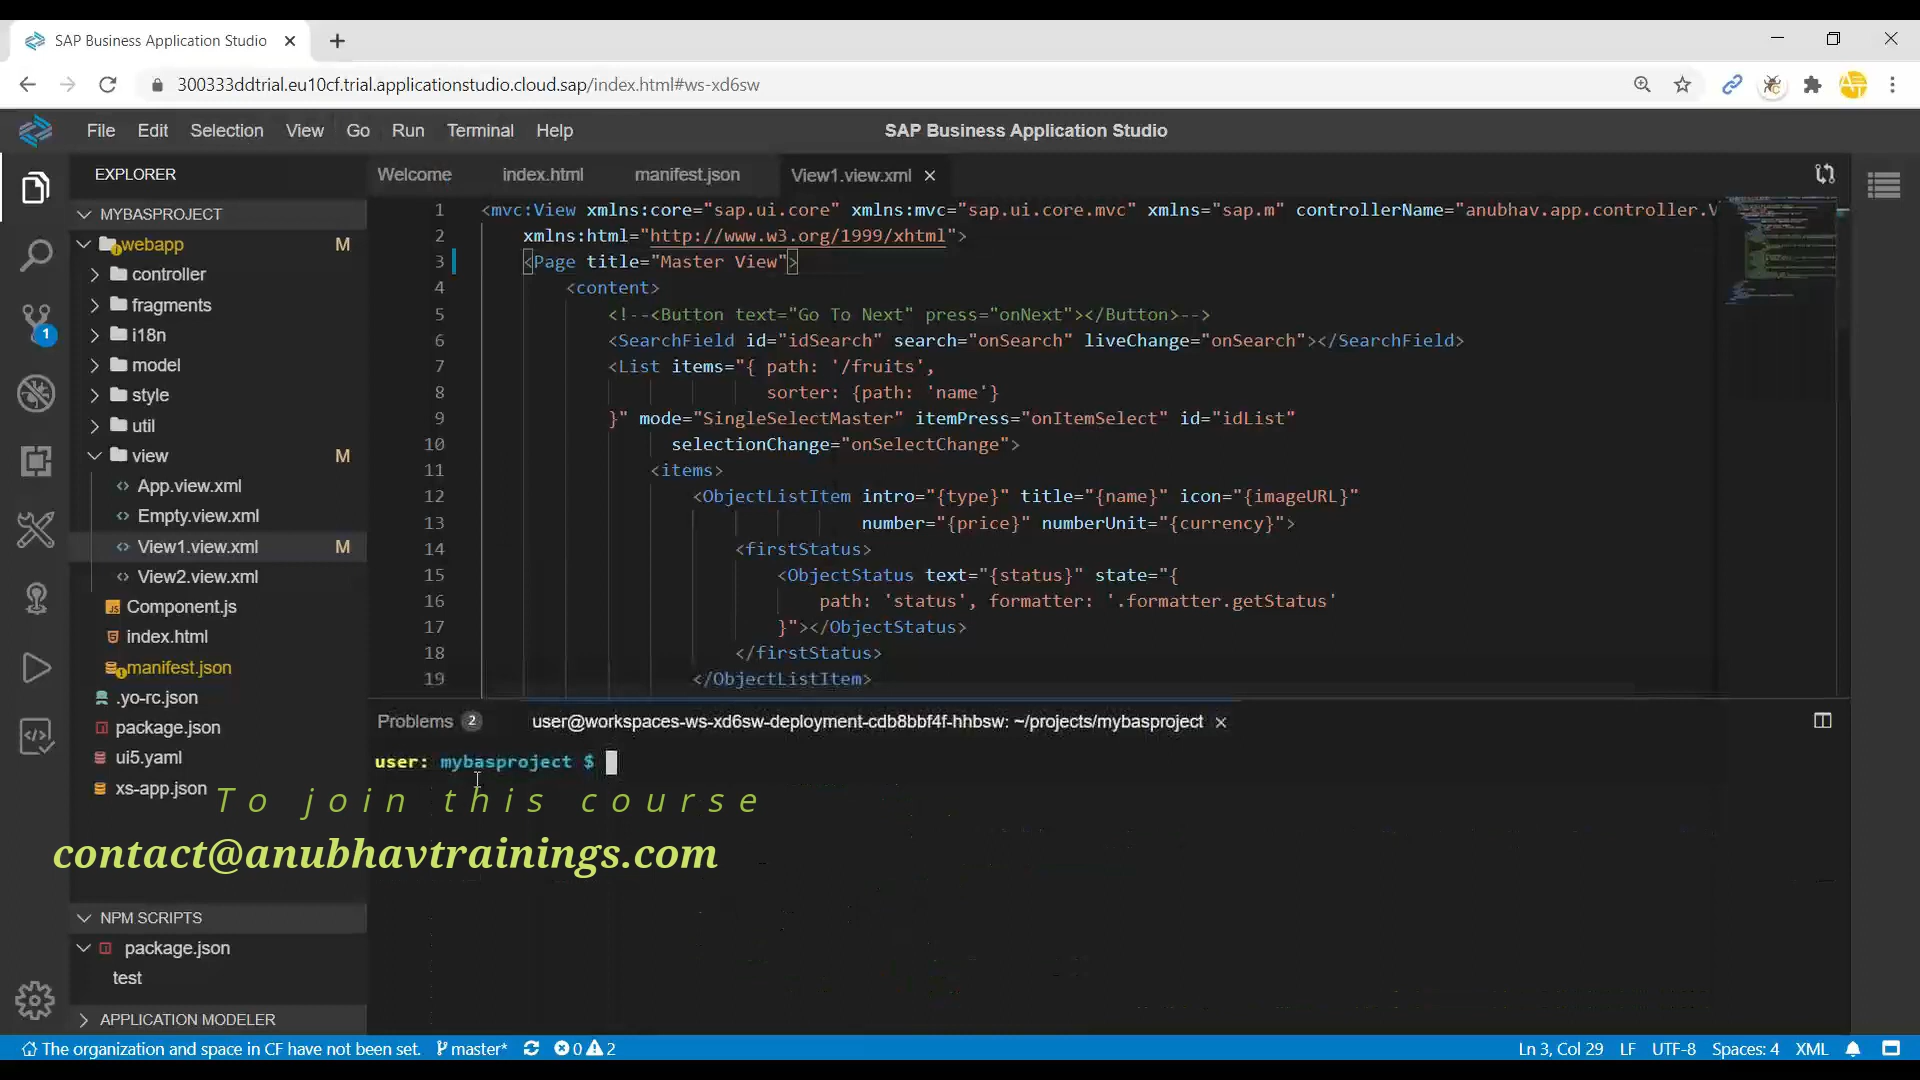 SAP Business Application Studio
300333ddtrial.eu10cf.trial.applicationstudio.cloud.sap/index.html#ws-xd6sw
File Edit Selection View Go Run Terminal Help
SAP Business Application Studio
EXPLORER
MYBASPROJECT
webapp M
controller
fragments
i18n
model
style
util
view M
App.view.xml
Empty.view.xml
View1.view.xml M
View2.view.xml
Component.js
index.html
manifest.json
.yo-rc.json
package.json
ui5.yaml
xs-app.json
NPM SCRIPTS
package.json
test
APPLICATION MODELER
1
Welcome index.html manifest.json View1.view.xml
1 <mvc:View xmlns:core="sap.ui.core" xmlns:mvc="sap.ui.core.mvc" xmlns="sap.m" controllerName="anubhav.app.controller.V
2 xmlns:html="http://www.w3.org/1999/xhtml">
3 <Page title="Master View">
4 <content>
5 <!--<Button text="Go To Next" press="onNext"></Button>-->
6 <SearchField id="idSearch" search="onSearch" liveChange="onSearch"></SearchField>
7 <List items="{ path: '/fruits',
8 sorter: {path: 'name'}
9 }" mode="SingleSelectMaster" itemPress="onItemSelect" id="idList"
10 selectionChange="onSelectChange">
11 <items>
12 <ObjectListItem intro="{type}" title="{name}" icon="{imageURL}"
13 number="{price}" numberUnit="{currency}">
14 <firstStatus>
15 <ObjectStatus text="{status}" state="{
16 path: 'status', formatter: '.formatter.getStatus'
17 }"></ObjectStatus>
18 </firstStatus>
19 </ObjectListItem>
Problems 2 user@workspaces-ws-xd6sw-deployment-cdb8bbf4f-hhbsw: ~/projects/mybasproject
user: mybasproject $
To join this course
contact@anubhavtrainings.com
The organization and space in CF have not been set. master* 0 2 Ln 3, Col 29 LF UTF-8 Spaces: 4 XML